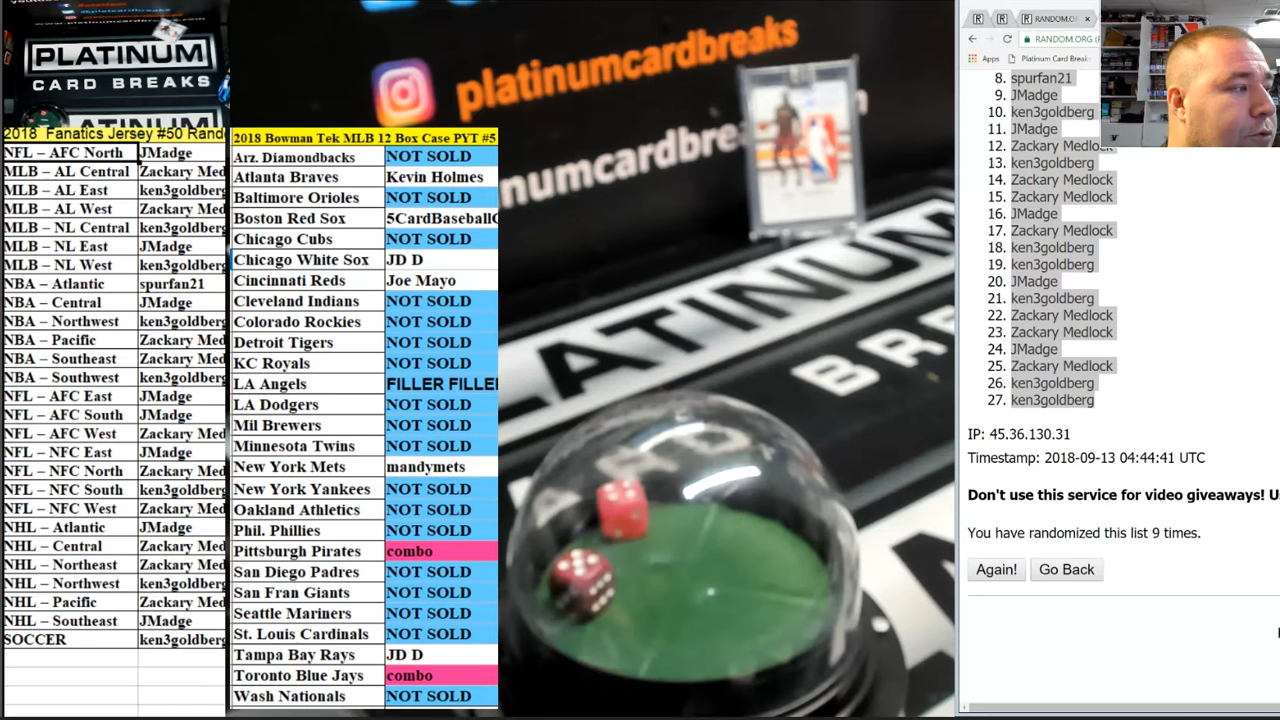 PLATINUM
CARD BREAKS
2018 Fanatics Jersey #50
NFL – AFC North JMadge
MLB – AL Central Zackary Med
MLB – AL East ken3goldberg
MLB – AL West Zackary Med
MLB – NL Central ken3goldberg
MLB – NL East JMadge
MLB – NL West ken3goldberg
NBA – Atlantic spurfan21
NBA – Central JMadge
NBA – Northwest ken3goldberg
NBA – Pacific Zackary Med
NBA – Southeast Zackary Med
NBA – Southwest ken3goldberg
NFL – AFC East JMadge
NFL – AFC South JMadge
NFL – AFC West Zackary Med
NFL – NFC East JMadge
NFL – NFC North Zackary Med
NFL – NFC South ken3goldberg
NFL – NFC West Zackary Med
NHL – Atlantic JMadge
NHL – Central Zackary Med
NHL – Northeast Zackary Med
NHL – Northwest ken3goldberg
NHL – Pacific Zackary Med
NHL – Southeast JMadge
SOCCER ken3goldberg
2018 Bowman Tek MLB 12 Box Case PYT #5
Arz. Diamondbacks NOT SOLD
Atlanta Braves Kevin Holmes
Baltimore Orioles NOT SOLD
Boston Red Sox 5CardBaseball
Chicago Cubs NOT SOLD
Chicago White Sox JD D
Cincinnati Reds Joe Mayo
Cleveland Indians NOT SOLD
Colorado Rockies NOT SOLD
Detroit Tigers NOT SOLD
KC Royals NOT SOLD
LA Angels FILLER FILLE
LA Dodgers NOT SOLD
Mil Brewers NOT SOLD
Minnesota Twins NOT SOLD
New York Mets mandymets
New York Yankees NOT SOLD
Oakland Athletics NOT SOLD
Phil. Phillies NOT SOLD
Pittsburgh Pirates combo
San Diego Padres NOT SOLD
San Fran Giants NOT SOLD
Seattle Mariners NOT SOLD
St. Louis Cardinals NOT SOLD
Tampa Bay Rays JD D
Toronto Blue Jays combo
Wash Nationals NOT SOLD
platinumcardbreaks
numcardbrea
LATINUM
BR
RANDOM.OR
RANDOM.ORG
Apps Platinum Card Break
8. spurfan21
9. JMadge
10. ken3goldberg
11. JMadge
12. Zackary Medlock
13. ken3goldberg
14. Zackary Medlock
15. Zackary Medlock
16. JMadge
17. Zackary Medlock
18. ken3goldberg
19. ken3goldberg
20. JMadge
21. ken3goldberg
22. Zackary Medlock
23. Zackary Medlock
24. JMadge
25. Zackary Medlock
26. ken3goldberg
27. ken3goldberg
IP: 45.36.130.31
Timestamp: 2018-09-13 04:44:41 UTC
Don't use this service for video giveaways! U
You have randomized this list 9 times.
Again! Go Back